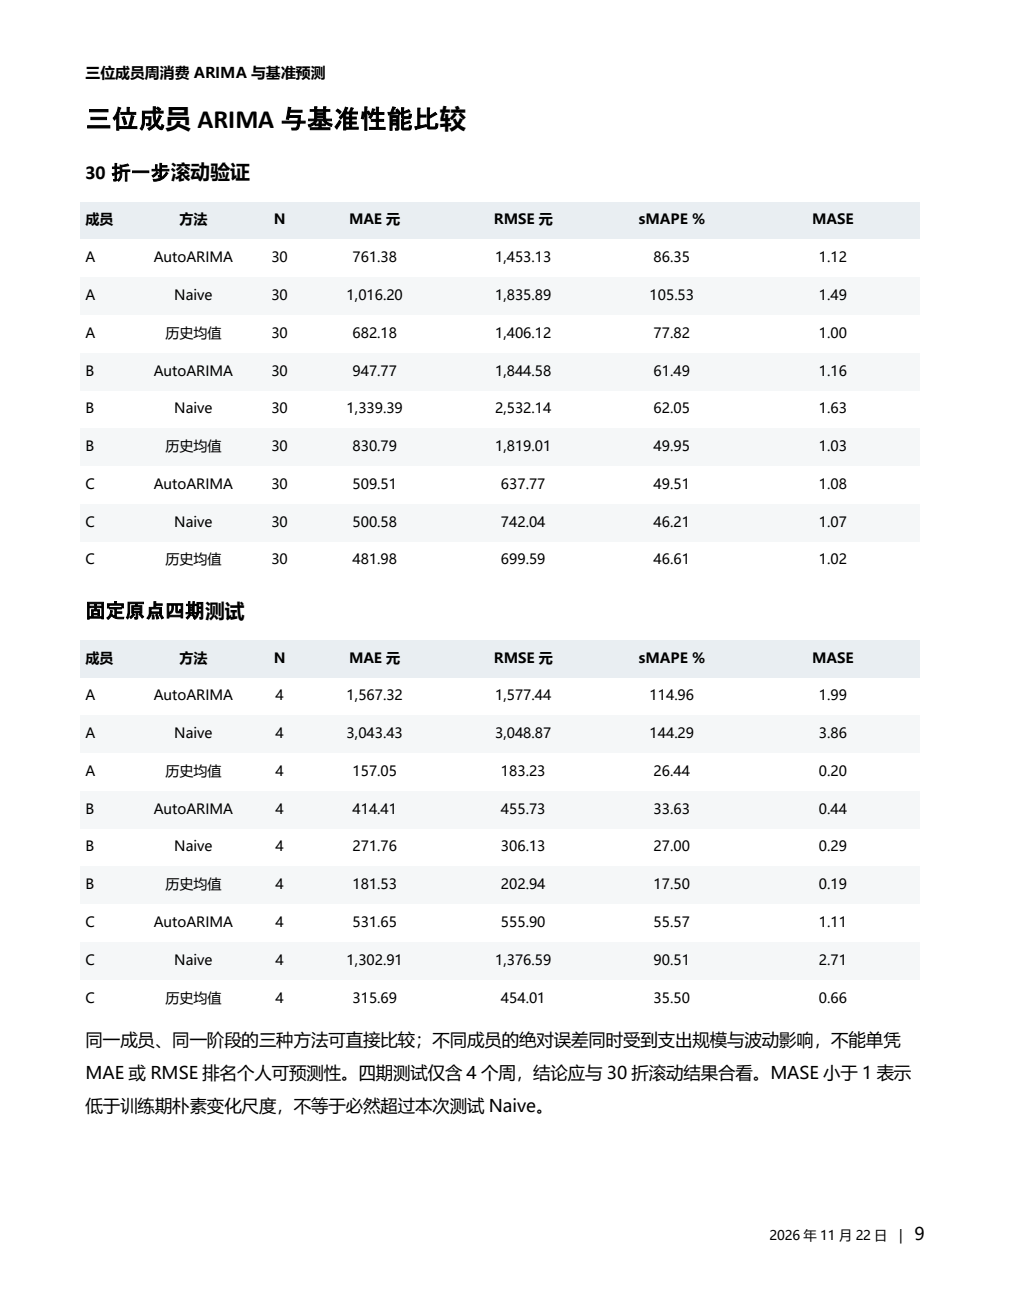 三位成员周消费 ARIMA 与基准预测
三位成员 ARIMA 与基准性能比较
30 折一步滚动验证
成员 方法 N MAE 元 RMSE 元 sMAPE % MASE
A AutoARIMA 30 761.38 1,453.13 86.35 1.12
A Naive 30 1,016.20 1,835.89 105.53 1.49
A 历史均值 30 682.18 1,406.12 77.82 1.00
B AutoARIMA 30 947.77 1,844.58 61.49 1.16
B Naive 30 1,339.39 2,532.14 62.05 1.63
B 历史均值 30 830.79 1,819.01 49.95 1.03
C AutoARIMA 30 509.51 637.77 49.51 1.08
C Naive 30 500.58 742.04 46.21 1.07
C 历史均值 30 481.98 699.59 46.61 1.02
固定原点四期测试
成员 方法 N MAE 元 RMSE 元 sMAPE % MASE
A AutoARIMA 4 1,567.32 1,577.44 114.96 1.99
A Naive 4 3,043.43 3,048.87 144.29 3.86
A 历史均值 4 157.05 183.23 26.44 0.20
B AutoARIMA 4 414.41 455.73 33.63 0.44
B Naive 4 271.76 306.13 27.00 0.29
B 历史均值 4 181.53 202.94 17.50 0.19
C AutoARIMA 4 531.65 555.90 55.57 1.11
C Naive 4 1,302.91 1,376.59 90.51 2.71
C 历史均值 4 315.69 454.01 35.50 0.66
同一成员、同一阶段的三种方法可直接比较；不同成员的绝对误差同时受到支出规模与波动影响，不能单凭
MAE 或 RMSE 排名个人可预测性。四期测试仅含 4 个周，结论应与 30 折滚动结果合看。MASE 小于 1 表示
低于训练期朴素变化尺度，不等于必然超过本次测试 Naive。
2026 年 11 月 22 日 | 9